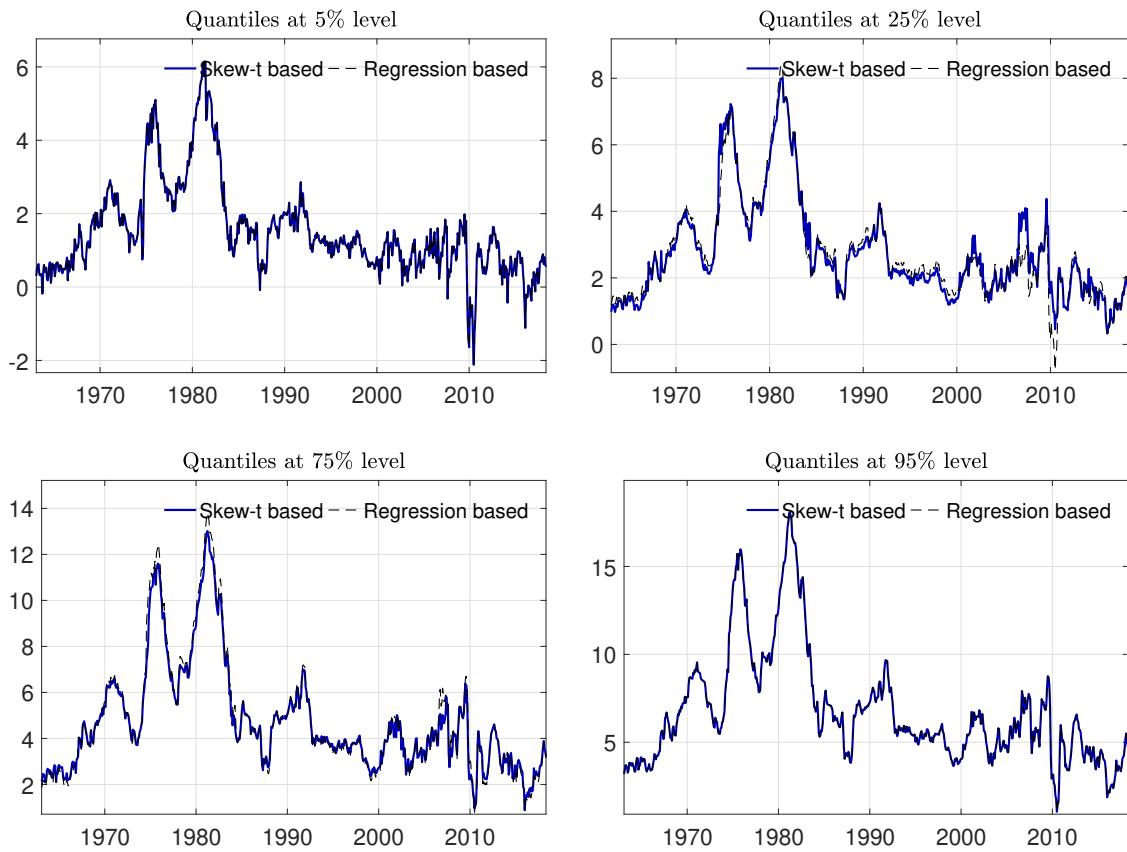 Quantiles at 5% level
Skew-t based Regression based
6
4
2
0
-2
1970 1980 1990 2000 2010
Quantiles at 25% level
Skew-t based Regression based
8
6
4
2
0
1970 1980 1990 2000 2010
Quantiles at 75% level
Skew-t based Regression based
14
12
10
8
6
4
2
1970 1980 1990 2000 2010
Quantiles at 95% level
Skew-t based Regression based
15
10
5
1970 1980 1990 2000 2010